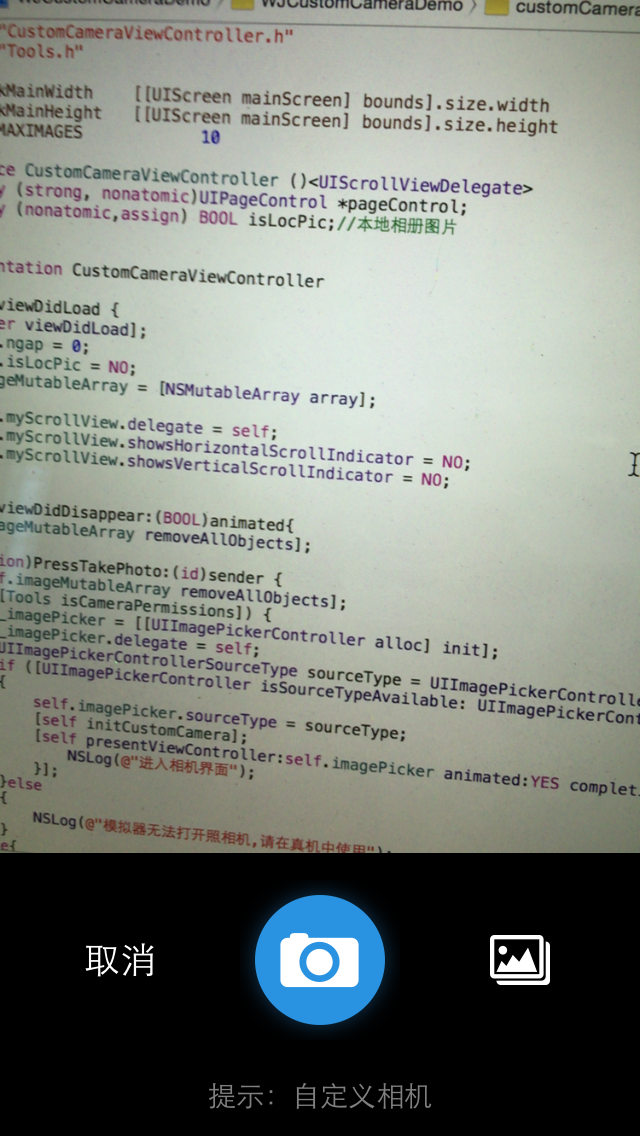 WJCustomCameraDemo 〉 WJCustomCameraDemo 〉 customCamera
"CustomCameraViewController.h"
"Tools.h"
kMainWidth [[UIScreen mainScreen] bounds].size.width
kMainHeight [[UIScreen mainScreen] bounds].size.height
MAXIMAGES 10
ce CustomCameraViewController ()<UIScrollViewDelegate>
y (strong, nonatomic)UIPageControl *pageControl;
y (nonatomic,assign) BOOL isLocPic;//本地相册图片
ntation CustomCameraViewController
viewDidLoad {
er viewDidLoad];
.ngap = 0;
.isLocPic = NO;
geMutableArray = [NSMutableArray array];
.myScrollView.delegate = self;
.myScrollView.showsHorizontalScrollIndicator = NO;
.myScrollView.showsVerticalScrollIndicator = NO;
viewDidDisappear:(BOOL)animated{
ageMutableArray removeAllObjects];
ion)PressTakePhoto:(id)sender {
f.imageMutableArray removeAllObjects];
[Tools isCameraPermissions]) {
_imagePicker = [[UIImagePickerController alloc] init];
_imagePicker.delegate = self;
UIImagePickerControllerSourceType sourceType = UIImagePickerControlle
if ([UIImagePickerController isSourceTypeAvailable: UIImagePickerCont
{
self.imagePicker.sourceType = sourceType;
[self initCustomCamera];
[self presentViewController:self.imagePicker animated:YES completi
NSLog(@"进入相机界面");
}];
}else
{
NSLog(@"模拟器无法打开照相机,请在真机中使用");
}
e{
取消
提示：自定义相机